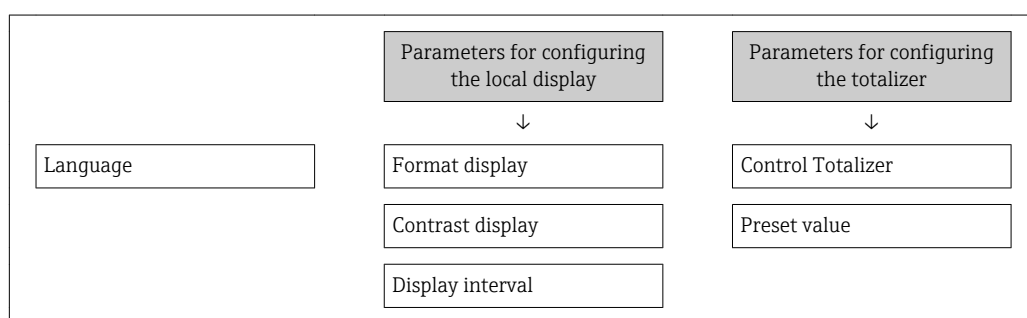 Parameters for configuring
the local display
Parameters for configuring
the totalizer
↓
↓
Language
Format display
Control Totalizer
Contrast display
Preset value
Display interval